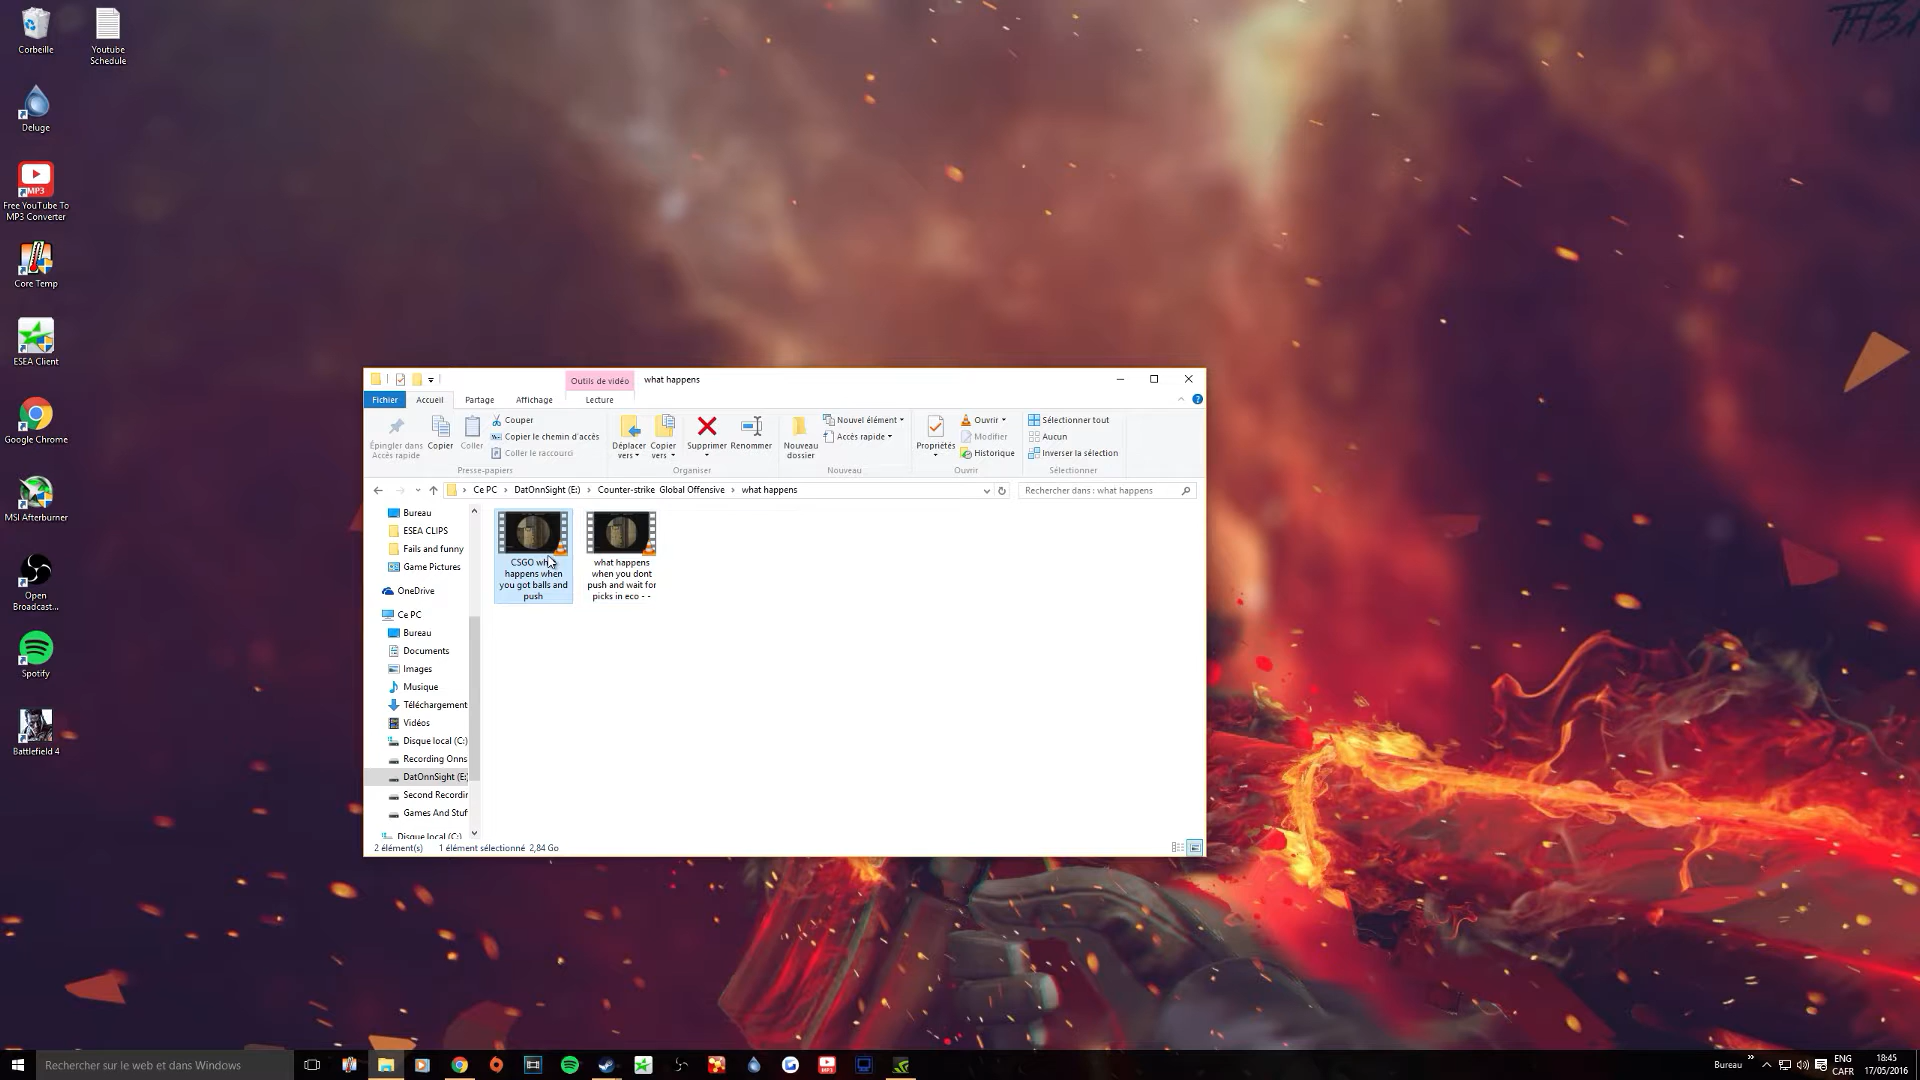 Corbeille
Youtube
Schedule
Deluge
MP3
Free YouTube To
MP3 Converter
Core Temp
ESEA Client
Google Chrome
MSI Afterburner
Open
Broadcast...
Spotify
Battlefield 4
Outils de vidéo
what happens
Fichier
Accueil
Partage
Affichage
Lecture
Épingler dans
Accès rapide
Copier
Coller
Couper
Copier le chemin d'accès
Coller le raccourci
Presse-papiers
Déplacer
vers
Copier
vers
Supprimer
Renommer
Organiser
Nouveau
dossier
Nouvel élément
Accès rapide
Nouveau
Propriétés
Ouvrir
Modifier
Historique
Ouvrir
Sélectionner tout
Aucun
Inverser la sélection
Sélectionner
Ce PC
DatOnnSight (E:)
Counter-strike Global Offensive
what happens
Rechercher dans : what happens
Bureau
ESEA CLIPS
Fails and funny
Game Pictures
OneDrive
Ce PC
Bureau
Documents
Images
Musique
Téléchargement
Vidéos
Disque local (C:)
Recording Onns
DatOnnSight (E:
Second Recordir
Games And Stuf
Disque local (C:)
CSGO wh
happens when
you got balls and
push
what happens
when you dont
push and wait for
picks in eco - -
2 élément(s)
1 élément sélectionné 2,84 Go
Rechercher sur le web et dans Windows
MP3
Bureau
ENG
CAFR
18:45
17/05/2016